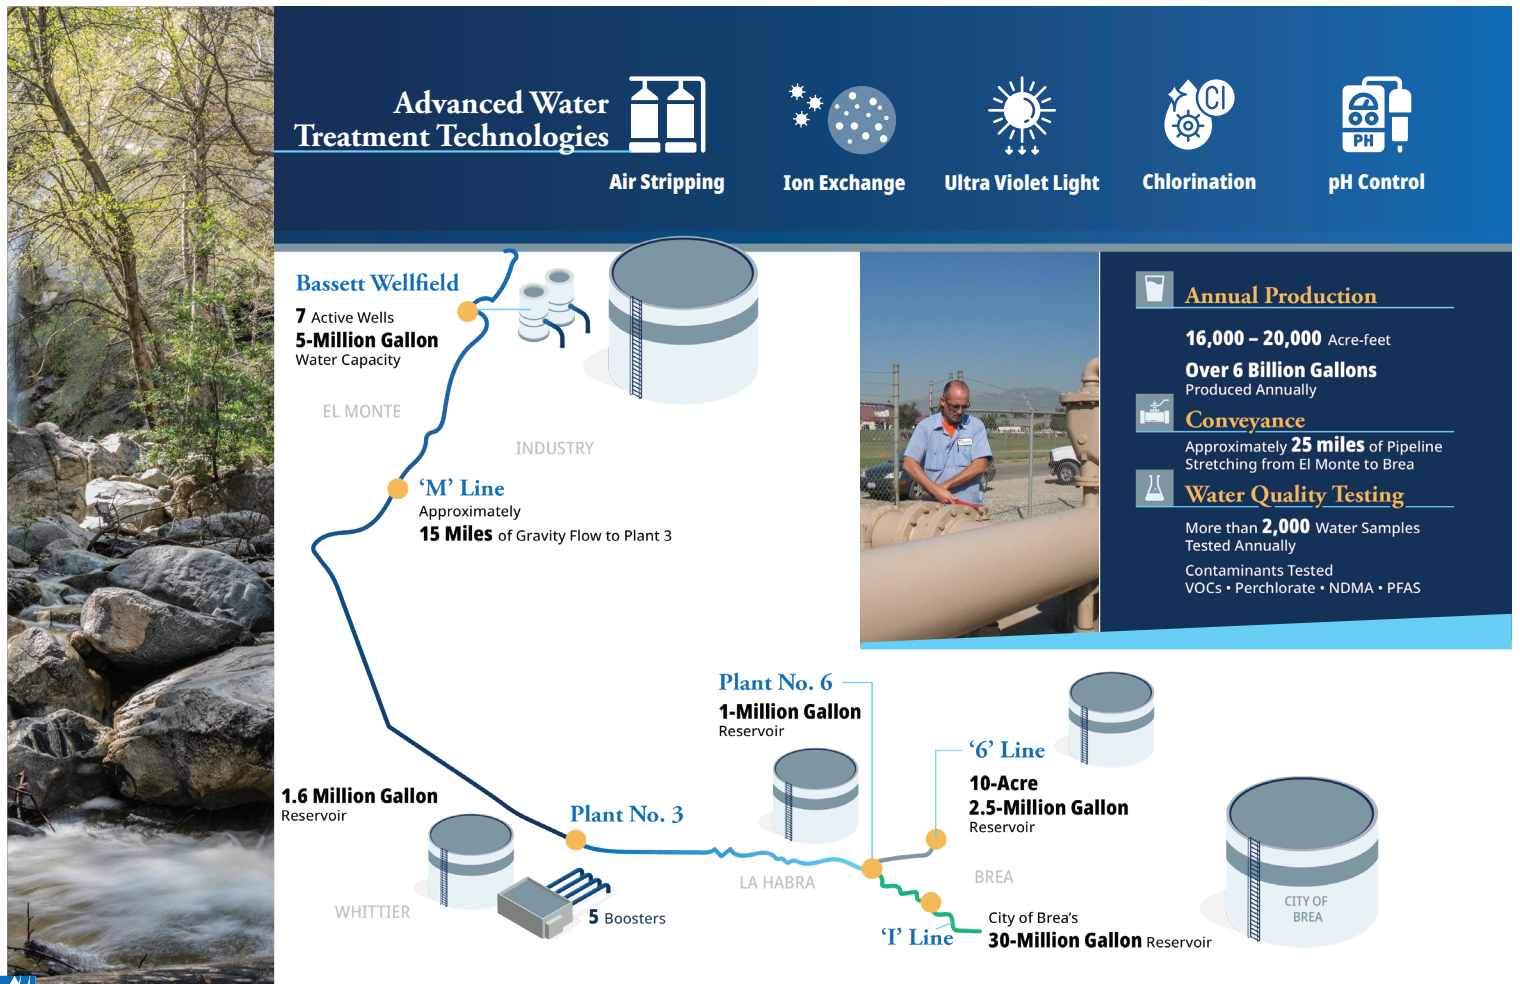 Advanced Water
Treatment Technologies
Air Stripping
Ion Exchange
Ultra Violet Light
Cl
Chlorination
PH
pH Control
Bassett Wellfield
7 Active Wells
5-Million Gallon
Water Capacity
EL MONTE
INDUSTRY
‘M’ Line
Approximately
15 Miles of Gravity Flow to Plant 3
Annual Production
16,000 – 20,000 Acre-feet
Over 6 Billion Gallons
Produced Annually
Conveyance
Approximately 25 miles of Pipeline
Stretching from El Monte to Brea
Water Quality Testing
More than 2,000 Water Samples
Tested Annually
Contaminants Tested
VOCs • Perchlorate • NDMA • PFAS
Plant No. 6
1-Million Gallon
Reservoir
‘6’ Line
10-Acre
2.5-Million Gallon
Reservoir
1.6 Million Gallon
Reservoir
Plant No. 3
LA HABRA
BREA
WHITTIER
5 Boosters
‘I’ Line
City of Brea’s
30-Million Gallon Reservoir
CITY OF
BREA